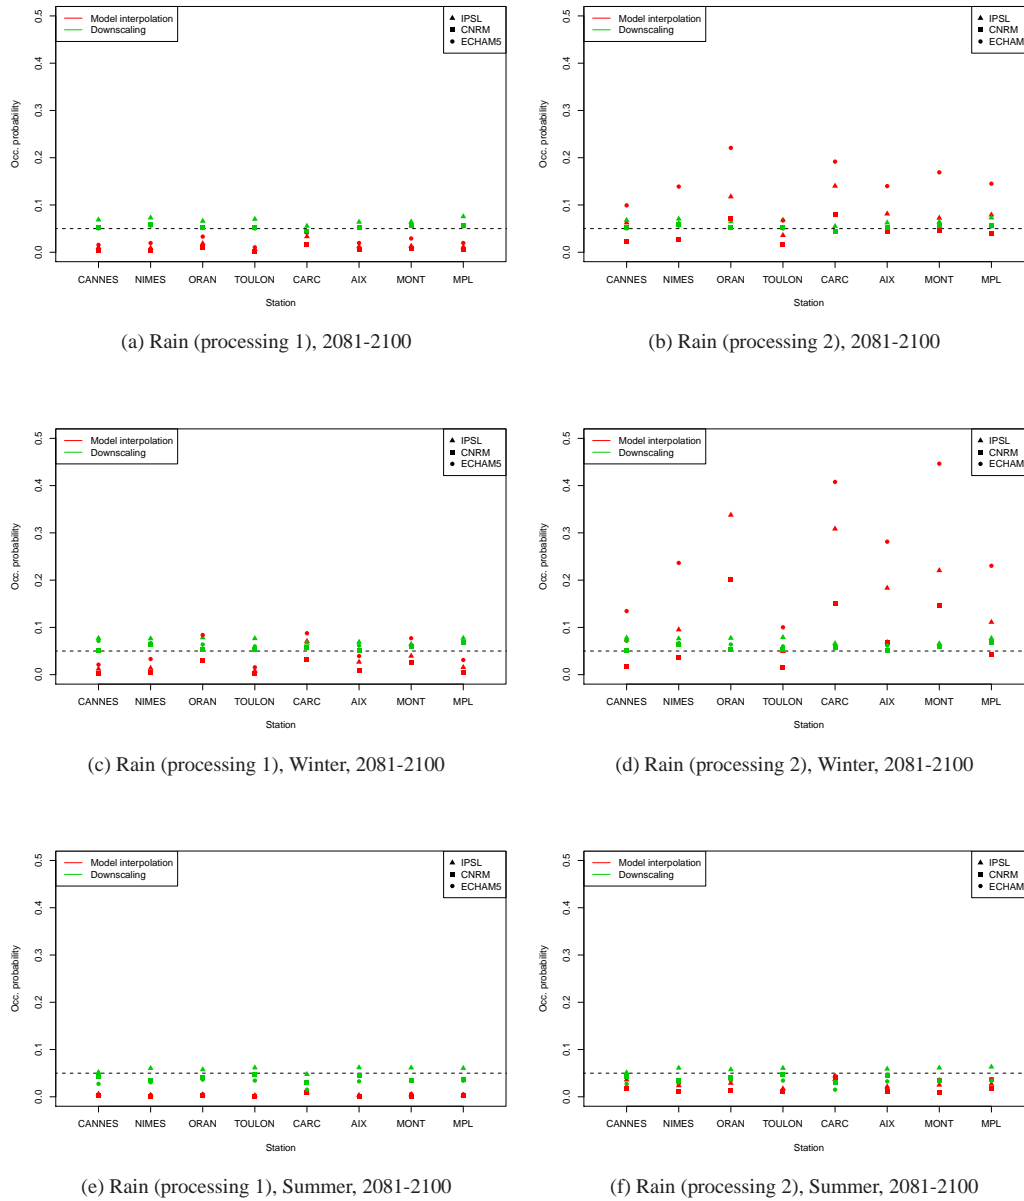 Occ. probability
0.0 0.1 0.2 0.3 0.4 0.5
Model interpolation
Downscaling
IPSL
CNRM
ECHAM5
CANNES NIMES ORAN TOULON CARC AIX MONT MPL
Station
(a) Rain (processing 1), 2081-2100
Occ. probability
0.0 0.1 0.2 0.3 0.4 0.5
Model interpolation
Downscaling
IPSL
CNRM
ECHAM5
CANNES NIMES ORAN TOULON CARC AIX MONT MPL
Station
(b) Rain (processing 2), 2081-2100
Occ. probability
0.0 0.1 0.2 0.3 0.4 0.5
Model interpolation
Downscaling
IPSL
CNRM
ECHAM5
CANNES NIMES ORAN TOULON CARC AIX MONT MPL
Station
(c) Rain (processing 1), Winter, 2081-2100
Occ. probability
0.0 0.1 0.2 0.3 0.4 0.5
Model interpolation
Downscaling
IPSL
CNRM
ECHAM5
CANNES NIMES ORAN TOULON CARC AIX MONT MPL
Station
(d) Rain (processing 2), Winter, 2081-2100
Occ. probability
0.0 0.1 0.2 0.3 0.4 0.5
Model interpolation
Downscaling
IPSL
CNRM
ECHAM5
CANNES NIMES ORAN TOULON CARC AIX MONT MPL
Station
(e) Rain (processing 1), Summer, 2081-2100
Occ. probability
0.0 0.1 0.2 0.3 0.4 0.5
Model interpolation
Downscaling
IPSL
CNRM
ECHAM5
CANNES NIMES ORAN TOULON CARC AIX MONT MPL
Station
(f) Rain (processing 2), Summer, 2081-2100